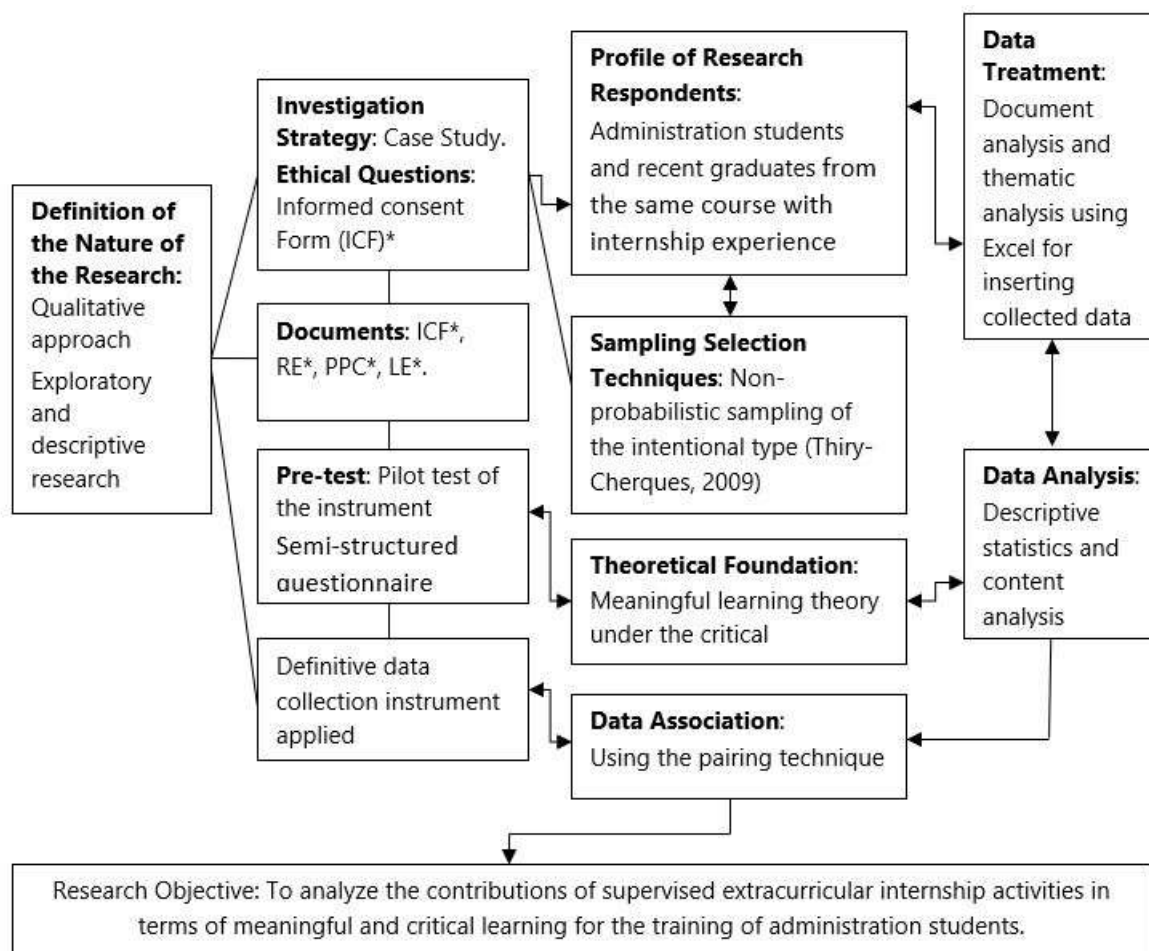 Definition of
the Nature of
the Research:
Qualitative
approach
Exploratory
and
descriptive
research
Investigation
Strategy: Case Study.
Ethical Questions:
Informed consent
Form (ICF)*
Documents: ICF*,
RE*, PPC*, LE*.
Pre-test: Pilot test of
the instrument
Semi-structured
questionnaire
Definitive data
collection instrument
applied
Profile of Research
Respondents:
Administration students
and recent graduates from
the same course with
internship experience
Sampling Selection
Techniques: Non-
probabilistic sampling of
the intentional type (Thiry-
Cherques, 2009)
Theoretical Foundation:
Meaningful learning theory
under the critical
Data Association:
Using the pairing technique
Data
Treatment:
Document
analysis and
thematic
analysis using
Excel for
inserting
collected data
Data Analysis:
Descriptive
statistics and
content
analysis
Research Objective: To analyze the contributions of supervised extracurricular internship activities in
terms of meaningful and critical learning for the training of administration students.